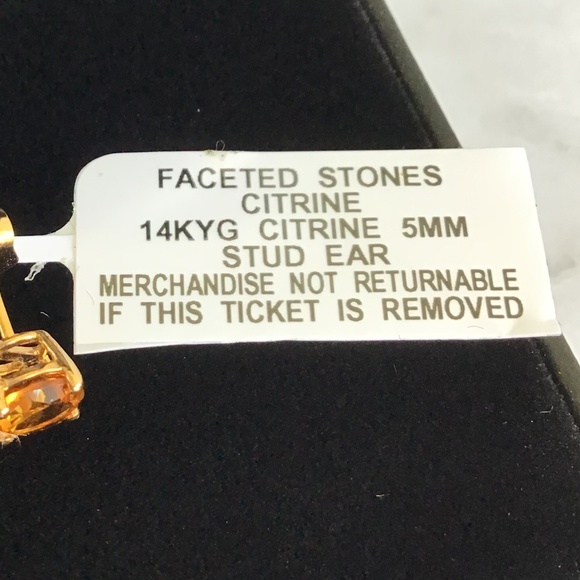 FACETED STONES
CITRINE
14KYG CITRINE 5MM
STUD EAR
MERCHANDISE NOT RETURNABLE
IF THIS TICKET IS REMOVED